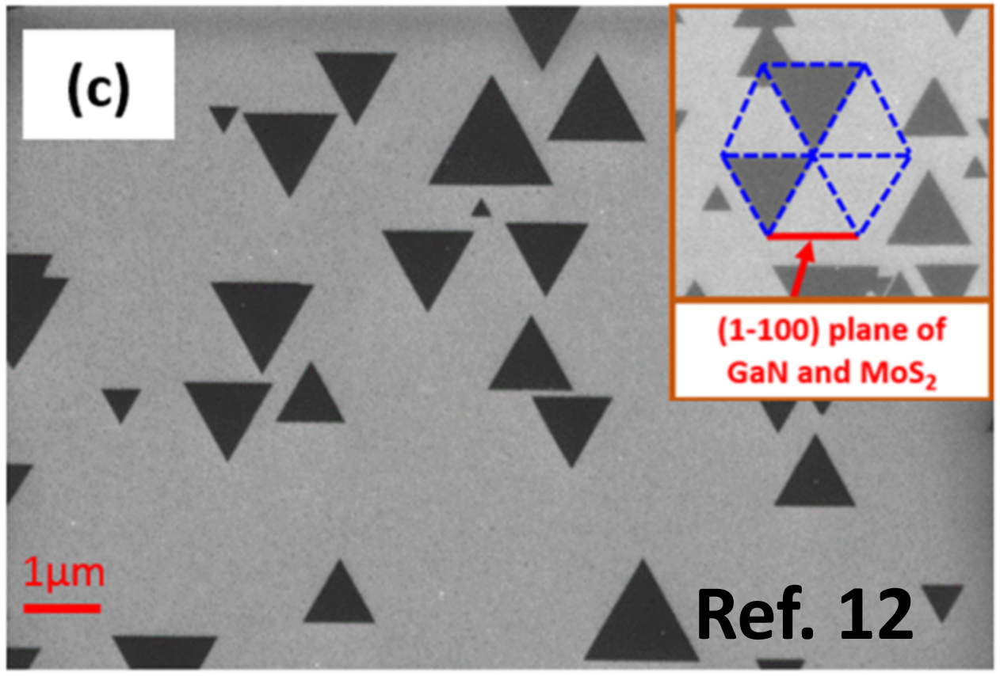 (c)
(1-100) plane of
GaN and MoS₂
1μm
Ref. 12